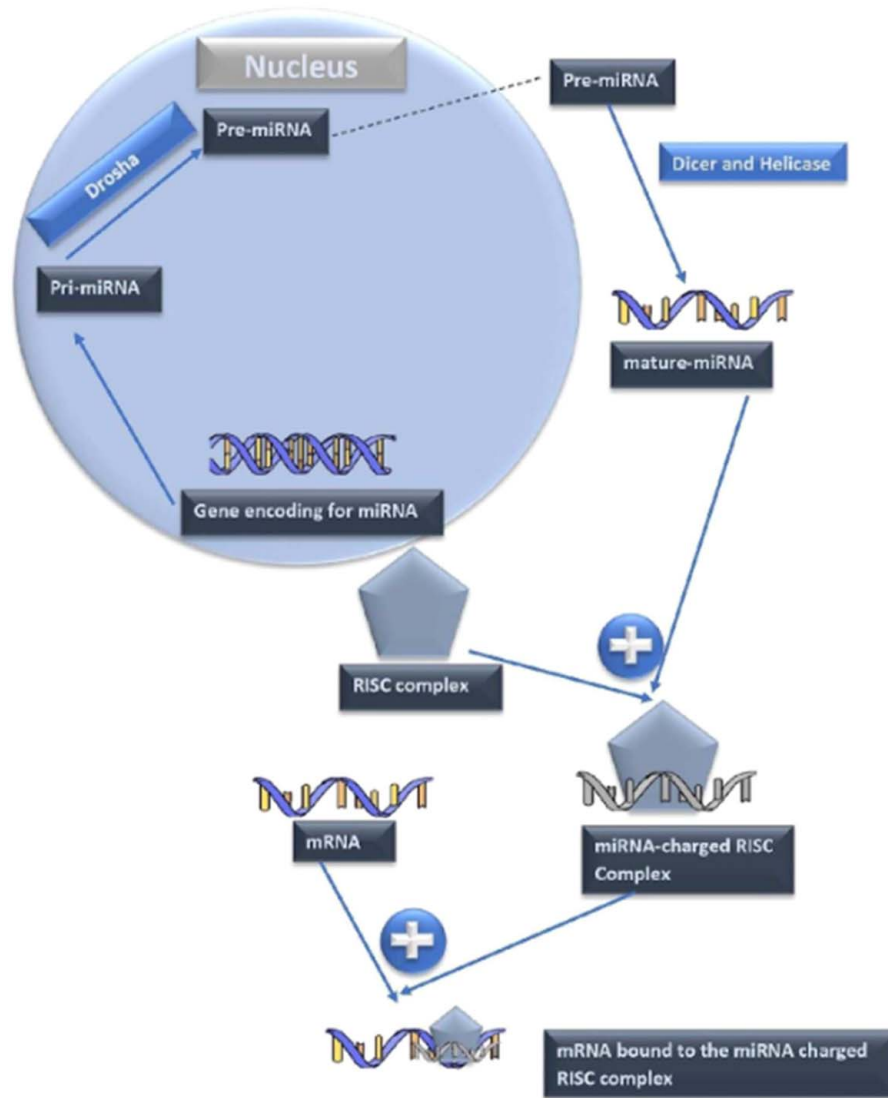 Nucleus
Pre-miRNA
Pre-miRNA
Drosha
Dicer and Helicase
Pri-miRNA
mature-miRNA
Gene encoding for miRNA
RISC complex
mRNA
miRNA-charged RISC
Complex
mRNA bound to the miRNA charged
RISC complex